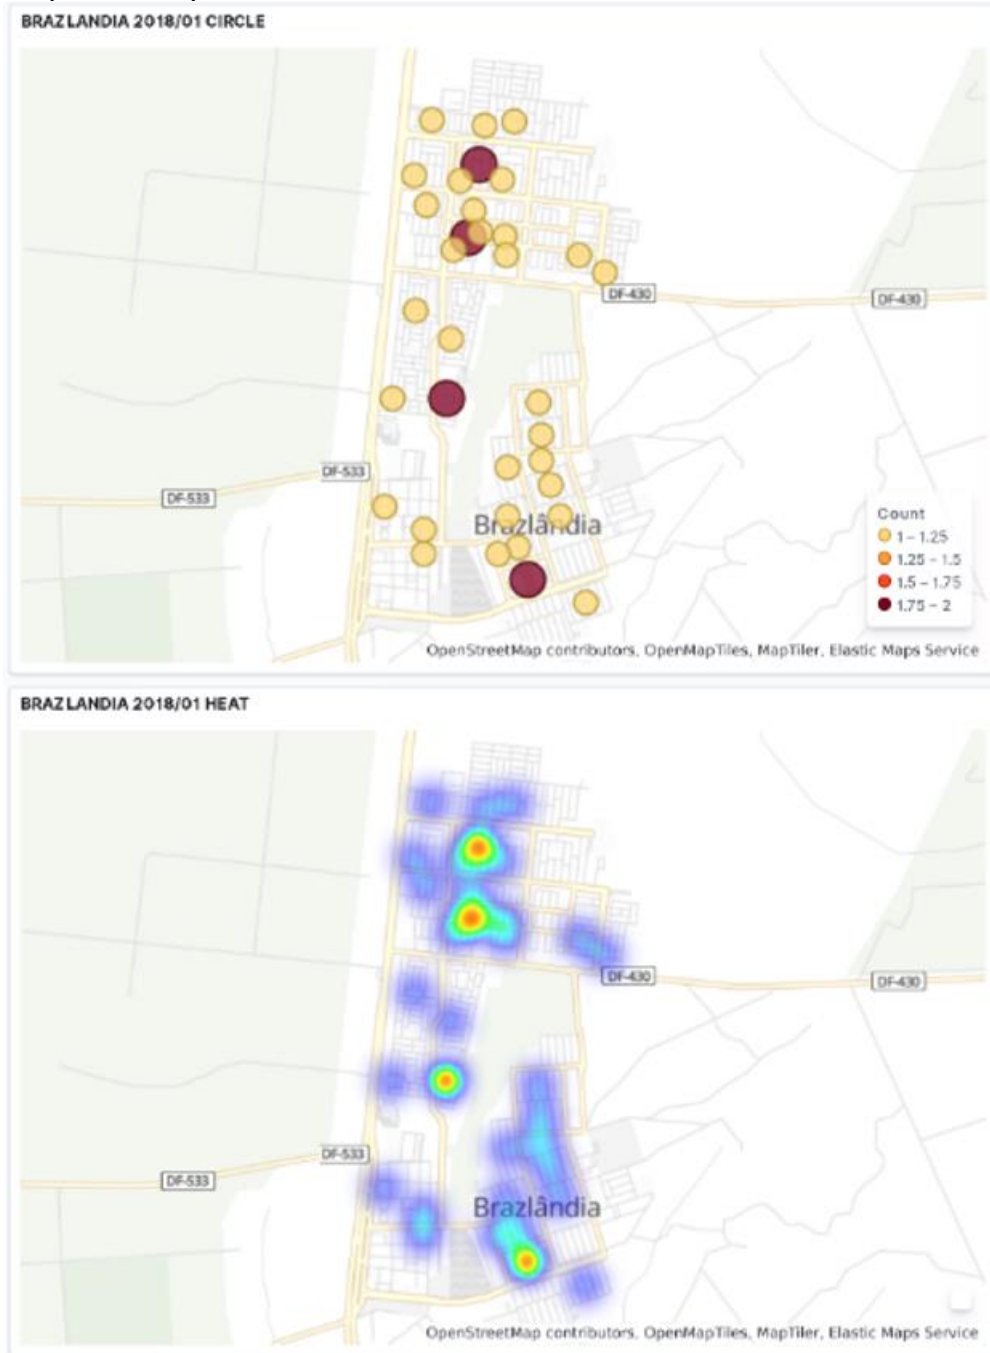 BRAZLANDIA 2018/01 CIRCLE
DF-430
DF-430
DF-533
DF-533
Brazlândia
Count
1 – 1.25
1.25 – 1.5
1.5 – 1.75
1.75 – 2
OpenStreetMap contributors, OpenMapTiles, MapTiler, Elastic Maps Service
BRAZLANDIA 2018/01 HEAT
DF-430
DF-430
DF-533
DF-533
Brazlândia
OpenStreetMap contributors, OpenMapTiles, MapTiler, Elastic Maps Service